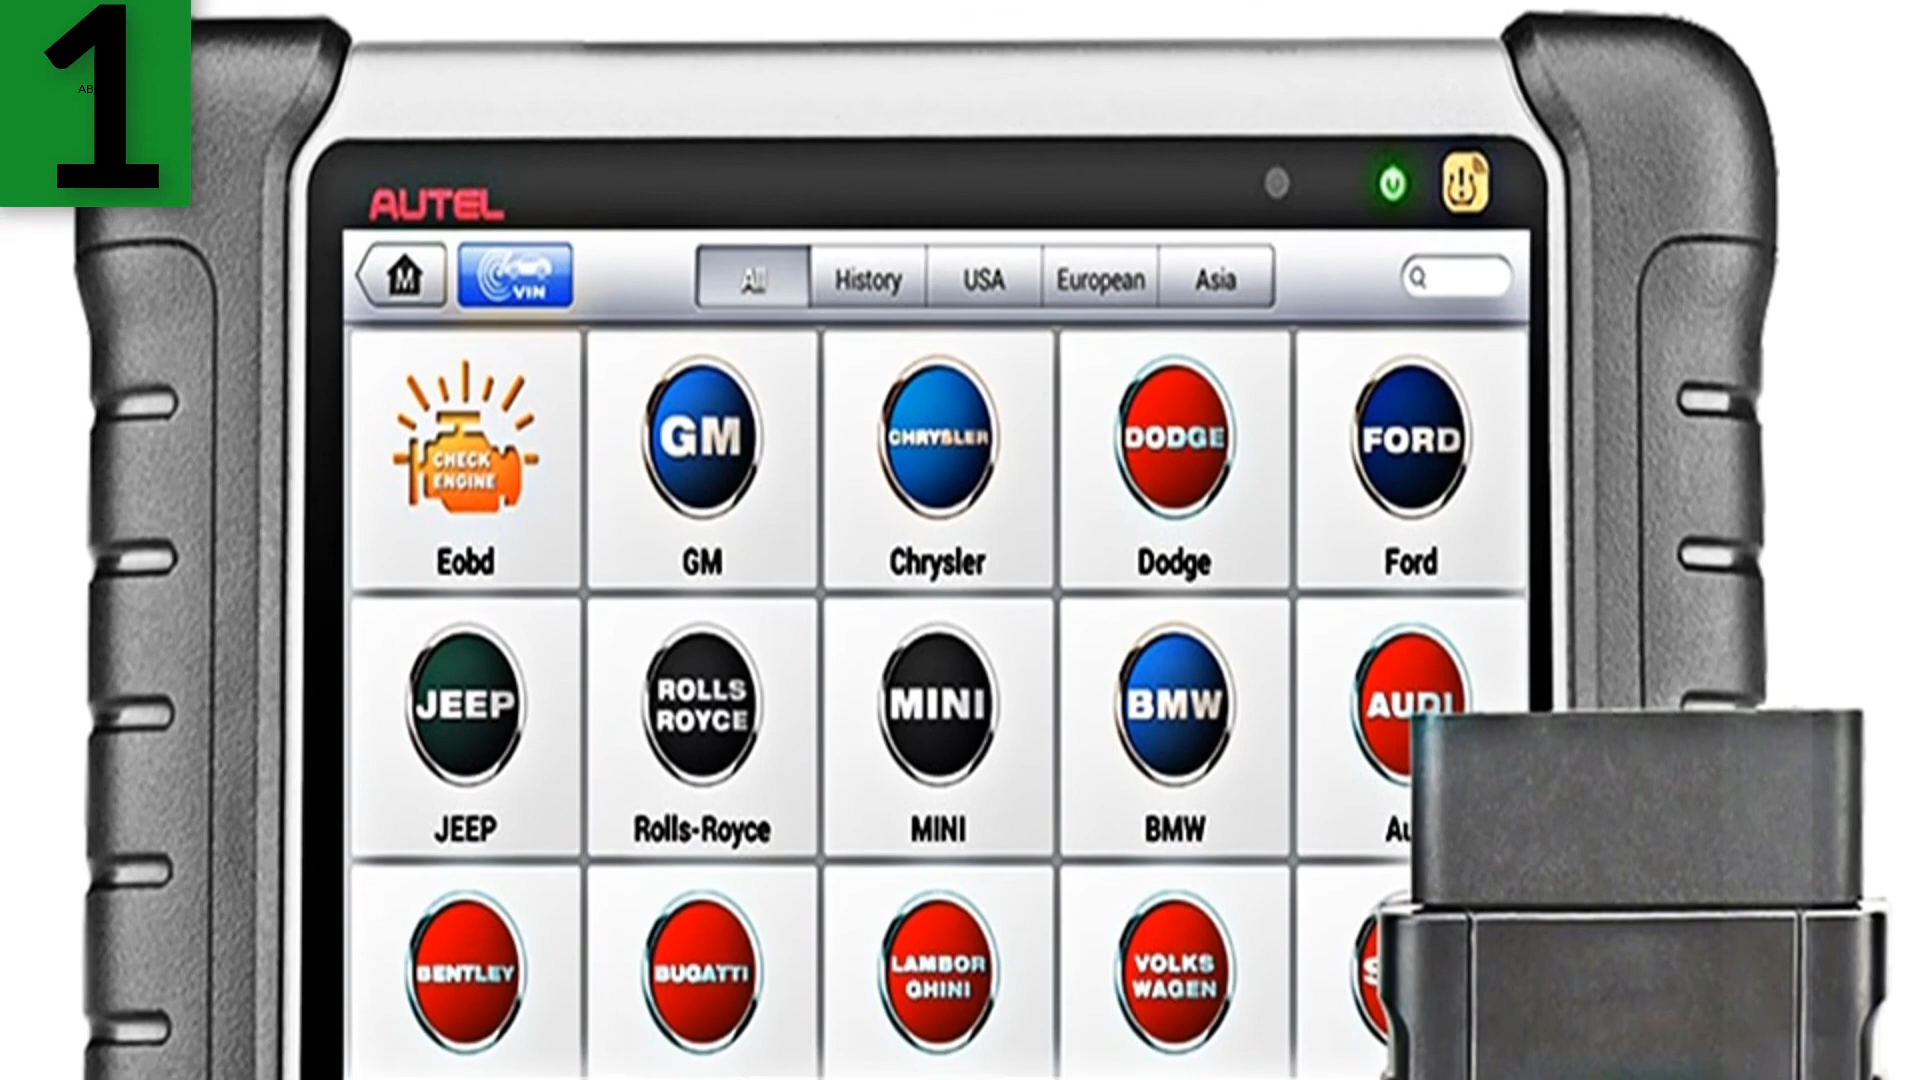 1
AUTEL
M
VIN
All
History
USA
European
Asia
CHECK
ENGINE
Eobd
GM
GM
CHRYSLER
Chrysler
DODGE
Dodge
FORD
Ford
JEEP
JEEP
ROLLS
ROYCE
Rolls-Royce
MINI
MINI
BMW
BMW
AUDI
BENTLEY
BUGATTI
LAMBOR
GHINI
VOLKS
WAGEN